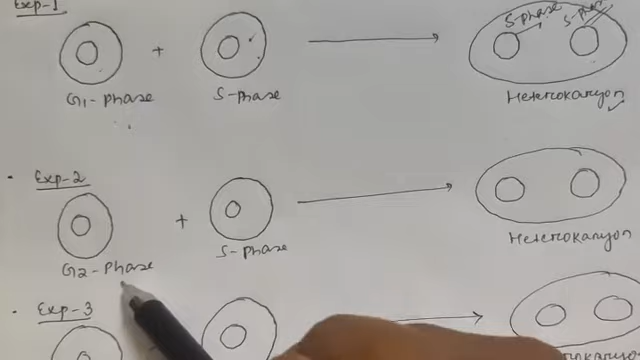 Exp-1
S-phase S-phase
+
G1-phase S-phase Heterokaryon
Exp-2
+
G2-phase S-phase Heterokaryon
Exp-3